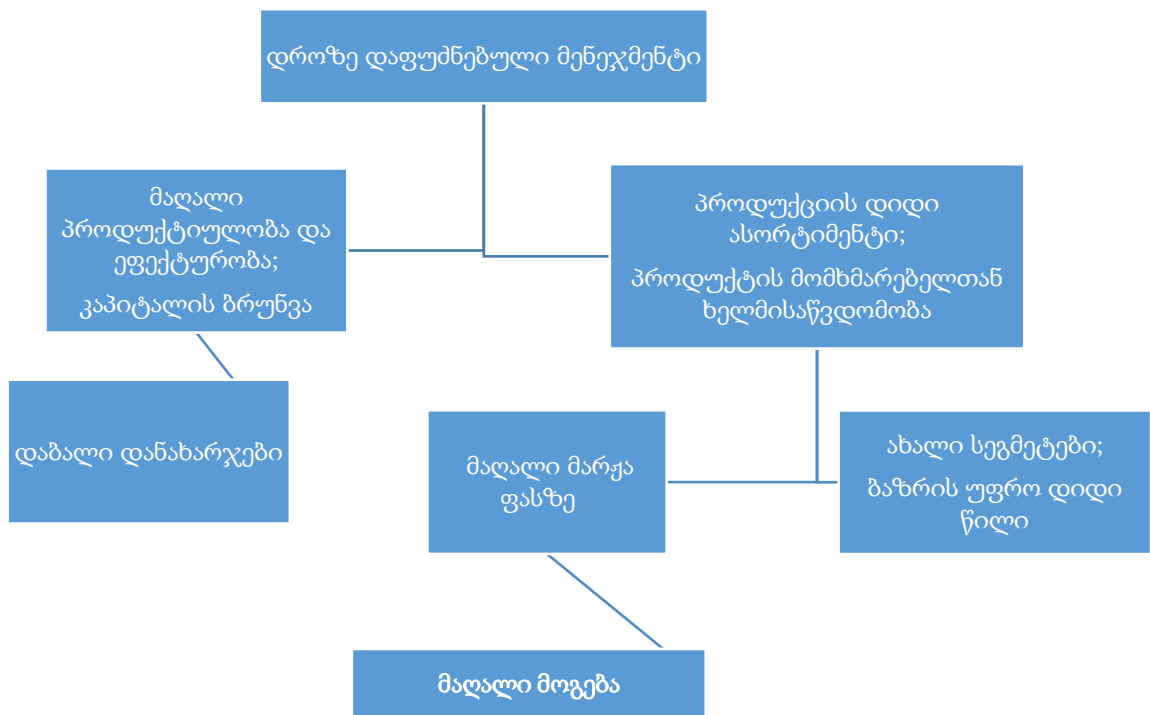 დროზე დაფუძნებული მენეჯმენტი
მაღალი
პროდუქტიულობა და
ეფექტურობა;
კაპიტალის ბრუნვა
პროდუქციის დიდი
ასორტიმენტი;
პროდუქტის მომხმარებელთან
ხელმისაწვდომობა
დაბალი დანახარჯები
მაღალი მარჟა
ფასზე
ახალი სეგმეტები;
ბაზრის უფრო დიდი
წილი
მაღალი მოგება